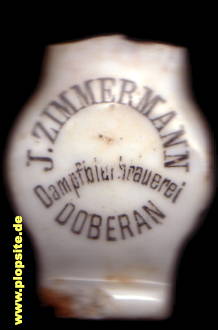 J. ZIMMERMANN
Dampfbierbrauerei
DOBERAN
www.plopsite.de